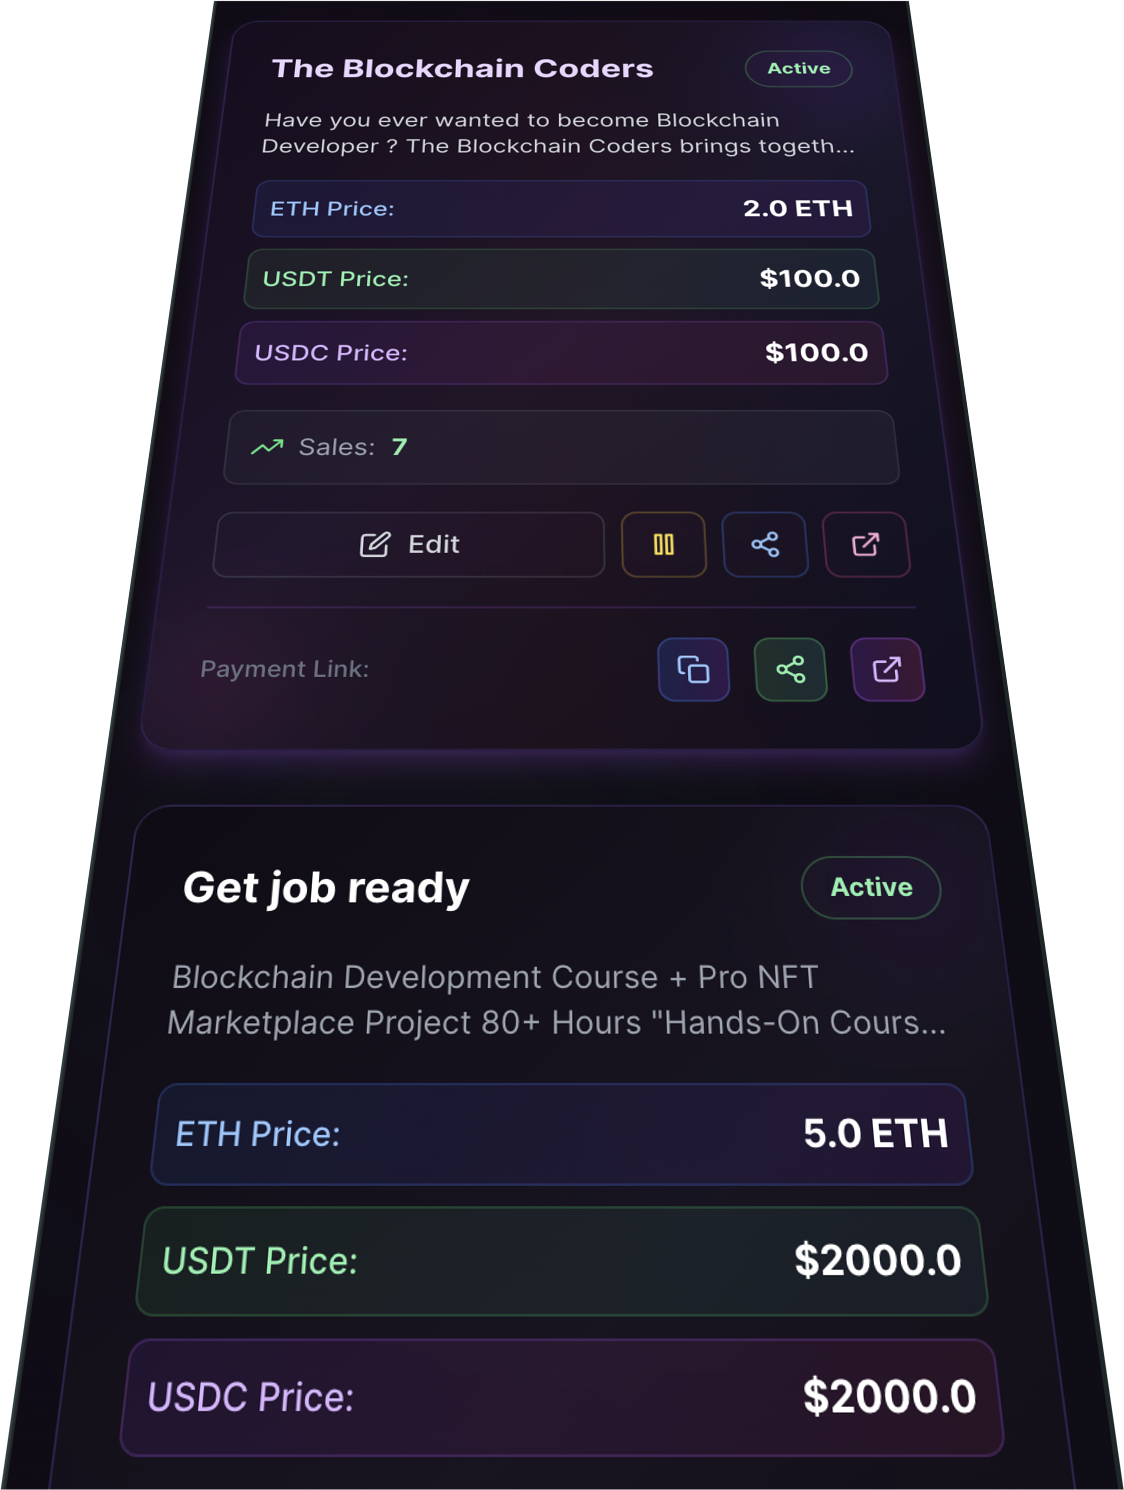 The Blockchain Coders
Active
Have you ever wanted to become Blockchain
Developer ? The Blockchain Coders brings togeth...
ETH Price:
2.0 ETH
USDT Price:
$100.0
USDC Price:
$100.0
Sales: 7
Edit
Payment Link:
Get job ready
Active
Blockchain Development Course + Pro NFT
Marketplace Project 80+ Hours "Hands-On Cours...
ETH Price:
5.0 ETH
USDT Price:
$2000.0
USDC Price:
$2000.0